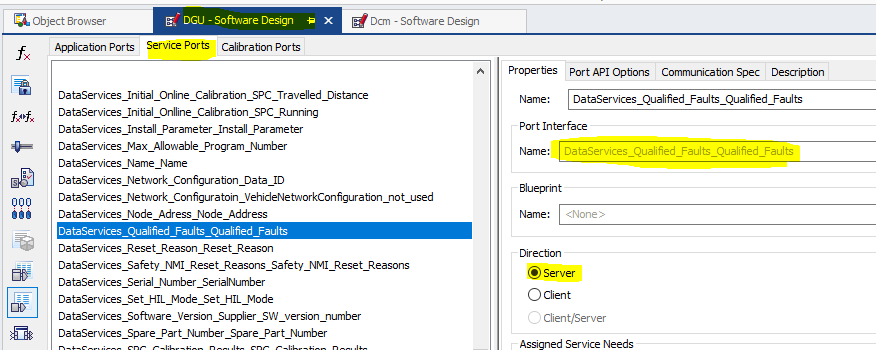 Object Browser
DGU - Software Design
Dcm - Software Design
Application Ports
Service Ports
Calibration Ports
DataServices_Initial_Online_Calibration_SPC_Travelled_Distance
DataServices_Initial_Onlline_Calibration_SPC_Running
DataServices_Install_Parameter_Install_Parameter
DataServices_Max_Allowable_Program_Number
DataServices_Name_Name
DataServices_Network_Configuration_Data_ID
DataServices_Network_Configuratoin_VehicleNetworkConfiguration_not_used
DataServices_Node_Adress_Node_Address
DataServices_Qualified_Faults_Qualified_Faults
DataServices_Reset_Reason_Reset_Reason
DataServices_Safety_NMI_Reset_Reasons_Safety_NMI_Reset_Reasons
DataServices_Serial_Number_SerialNumber
DataServices_Set_HIL_Mode_Set_HIL_Mode
DataServices_Software_Version_Supplier_SW_version_number
DataServices_Spare_Part_Number_Spare_Part_Number
DataServices_SPC_Calibration_Results_SPC_Calibration_Results
Properties
Port API Options
Communication Spec
Description
Name:
DataServices_Qualified_Faults_Qualified_Faults
Port Interface
Name:
DataServices_Qualified_Faults_Qualified_Faults
Blueprint
Name:
<None>
Direction
Server
Client
Client/Server
Assigned Service Needs